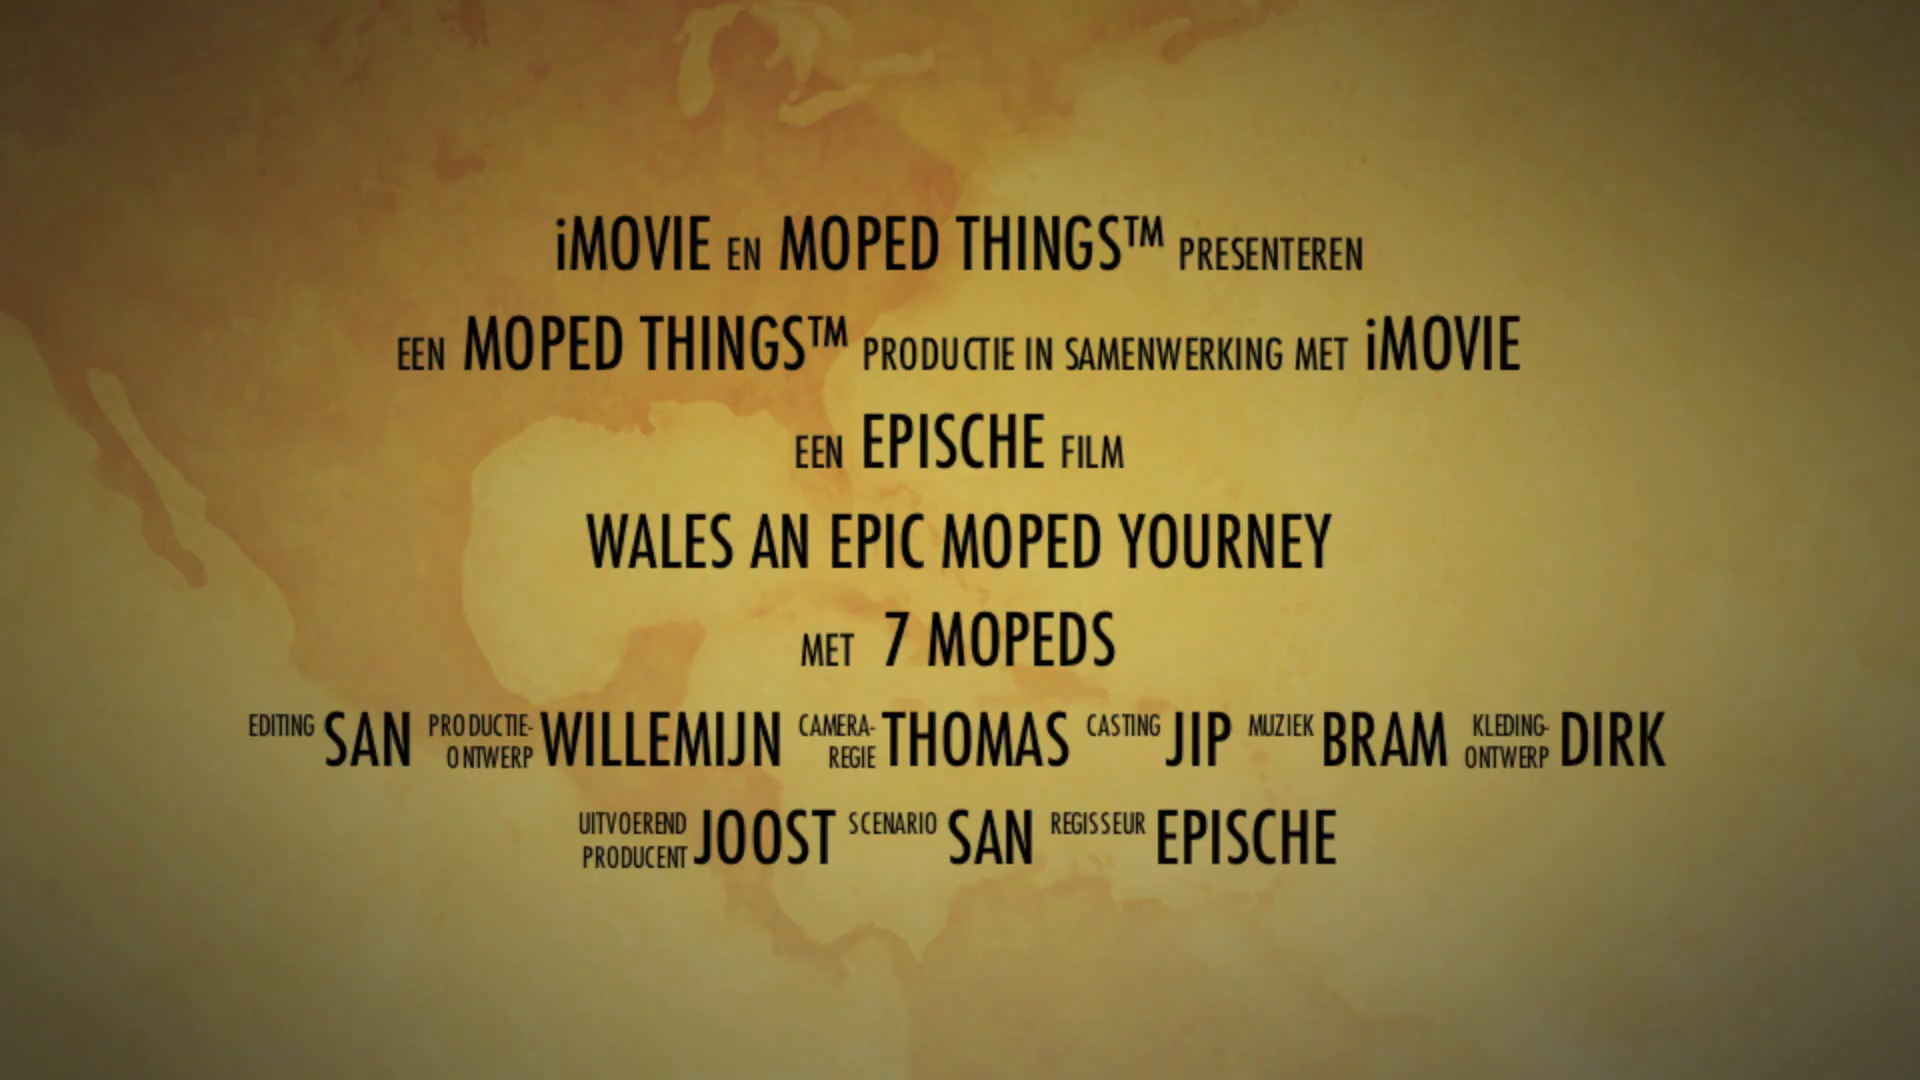 iMOVIE EN MOPED THINGS™ PRESENTEREN
EEN MOPED THINGS™ PRODUCTIE IN SAMENWERKING MET iMOVIE
EEN EPISCHE FILM
WALES AN EPIC MOPED YOURNEY
MET 7 MOPEDS
EDITING SAN PRODUCTIE-ONTWERP WILLEMIJN CAMERA-REGIE THOMAS CASTING JIP MUZIEK BRAM KLEDING-ONTWERP DIRK
UITVOEREND PRODUCENT JOOST SCENARIO SAN REGISSEUR EPISCHE